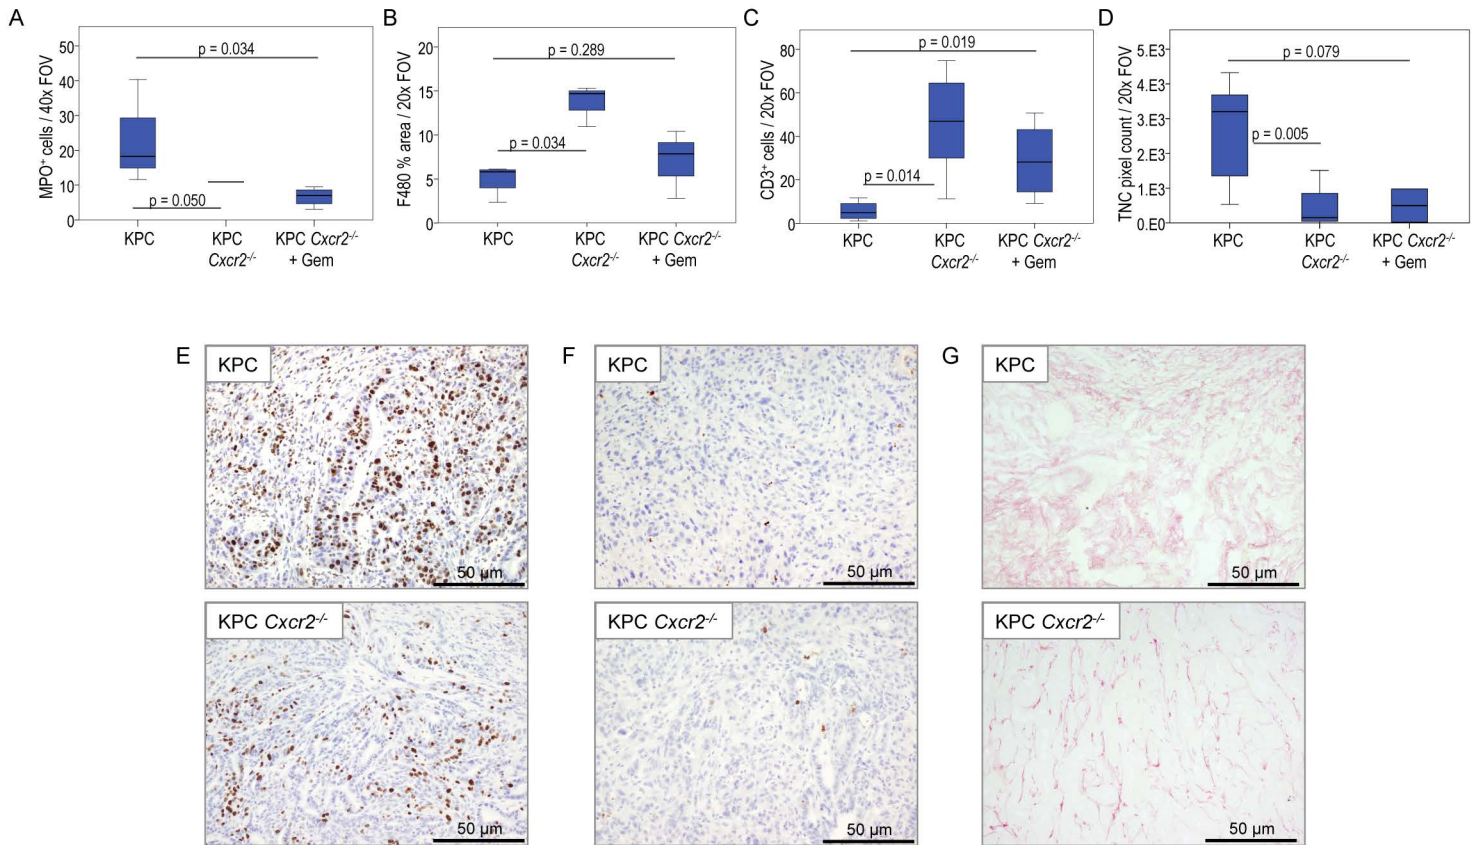 A
MPO⁺ cells / 40x FOV
50
40
30
20
10
0
p = 0.034
p = 0.050
KPC
KPC
Cxcr2⁻/⁻
KPC Cxcr2⁻/⁻
+ Gem
B
F480 % area / 20x FOV
20
15
10
5
0
p = 0.289
p = 0.034
KPC
KPC
Cxcr2⁻/⁻
KPC Cxcr2⁻/⁻
+ Gem
C
CD3⁺ cells / 20x FOV
80
60
40
20
0
p = 0.019
p = 0.014
KPC
KPC
Cxcr2⁻/⁻
KPC Cxcr2⁻/⁻
+ Gem
D
TNC pixel count / 20x FOV
5.E3
4.E3
3.E3
2.E3
1.E3
0.E0
p = 0.079
p = 0.005
KPC
KPC
Cxcr2⁻/⁻
KPC Cxcr2⁻/⁻
+ Gem
E
KPC
50 µm
KPC Cxcr2⁻/⁻
50 µm
F
KPC
50 µm
KPC Cxcr2⁻/⁻
50 µm
G
KPC
50 µm
KPC Cxcr2⁻/⁻
50 µm